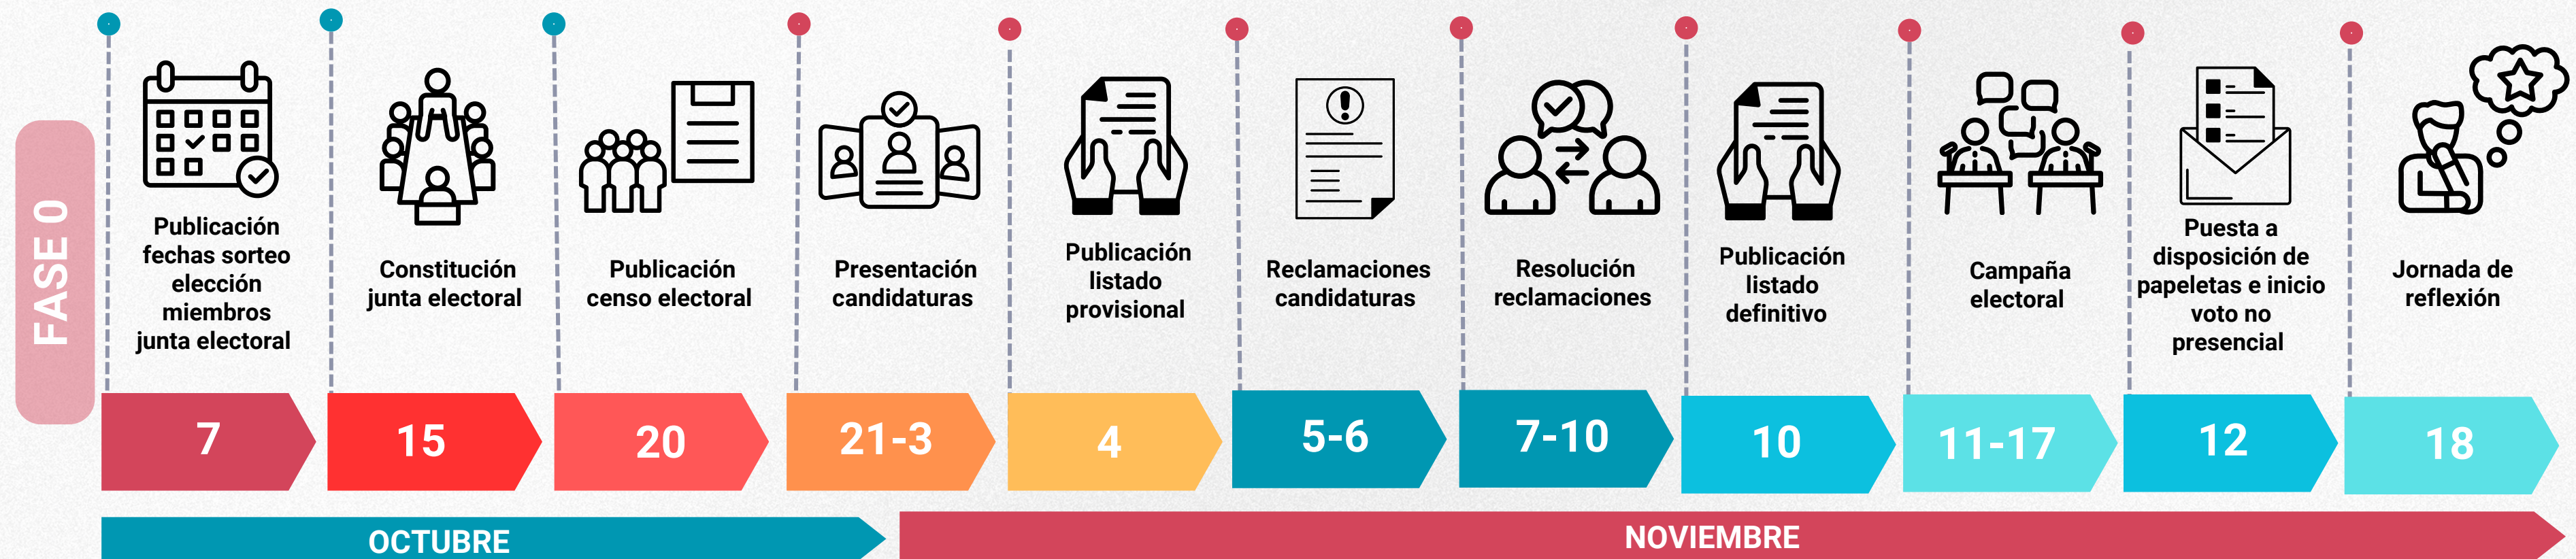 FASE 0
Publicación
fechas sorteo
elección
miembros
junta electoral
7
Constitución
junta electoral
15
Publicación
censo electoral
20
Presentación
candidaturas
21-3
Publicación
listado
provisional
4
Reclamaciones
candidaturas
5-6
Resolución
reclamaciones
7-10
Publicación
listado
definitivo
10
Campaña
electoral
11-17
Puesta a
disposición de
papeletas e inicio
voto no
presencial
12
Jornada de
reflexión
18
OCTUBRE
NOVIEMBRE